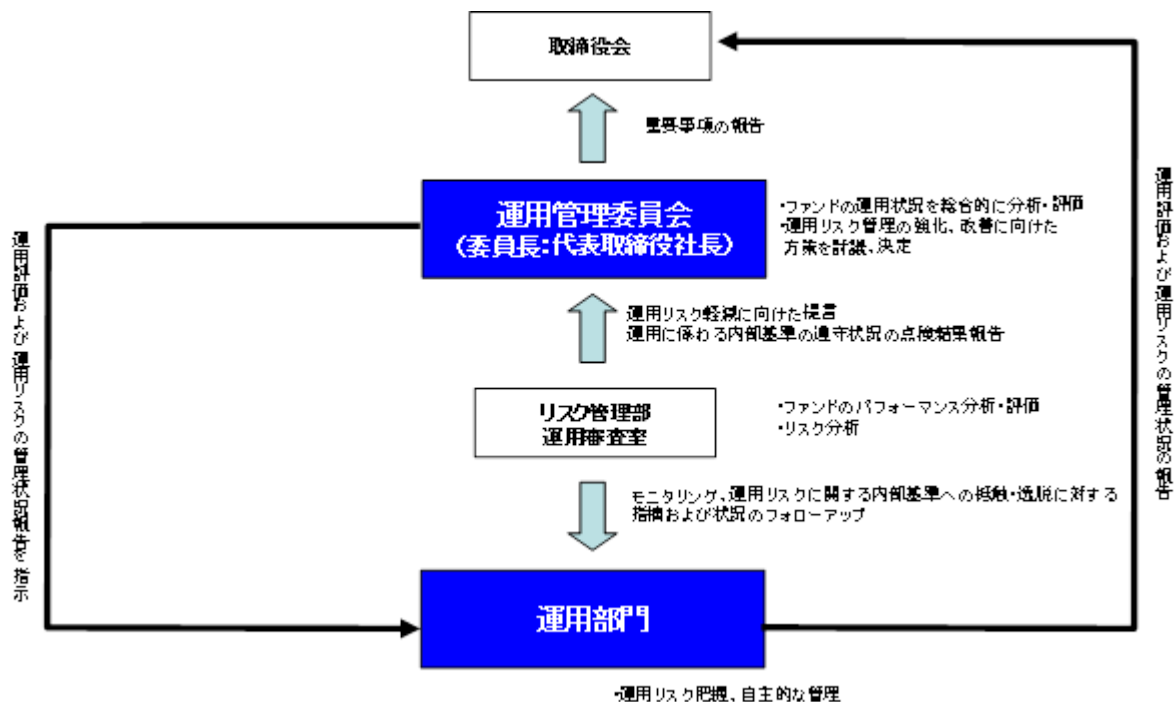 取締役会
重要事項の報告
運用管理委員会
(委員長:代表取締役社長)
・ファンドの運用状況を総合的に分析・評価
・運用リスク管理の強化、改善に向けた
方策を討議、決定
運用リスク軽減に向けた提言
運用に係わる内部基準の遵守状況の点検結果報告
リスク管理部
運用審査室
・ファンドのパフォーマンス分析・評価
・リスク分析
モニタリング、運用リスクに関する内部基準への抵触・逸脱に対する
指摘および状況のフォローアップ
運用部門
・運用リスク把握、自主的な管理
運用評価および運用リスクの管理状況報告を指示
運用評価および運用リスクの管理状況の報告